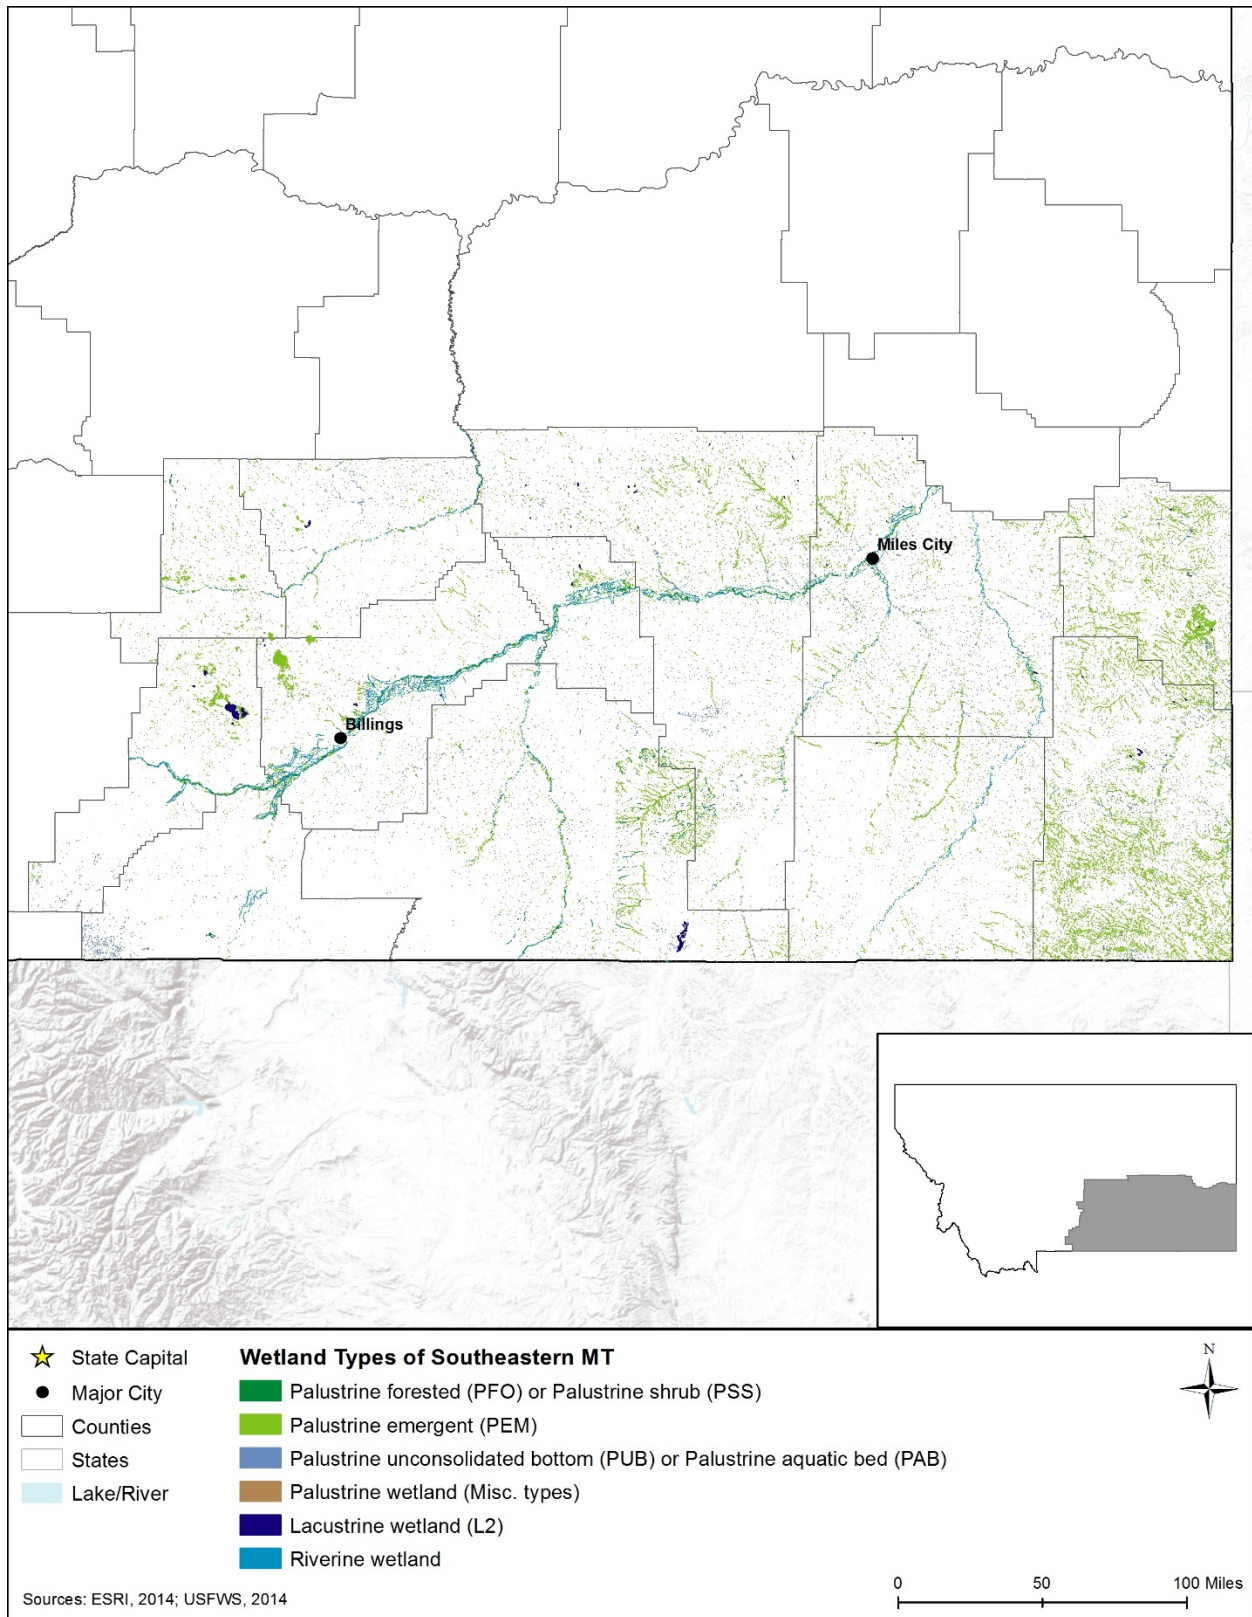 Miles City
Billings
State Capital
Major City
Counties
States
Lake/River
Wetland Types of Southeastern MT
Palustrine forested (PFO) or Palustrine shrub (PSS)
Palustrine emergent (PEM)
Palustrine unconsolidated bottom (PUB) or Palustrine aquatic bed (PAB)
Palustrine wetland (Misc. types)
Lacustrine wetland (L2)
Riverine wetland
N
0 50 100 Miles
Sources: ESRI, 2014; USFWS, 2014